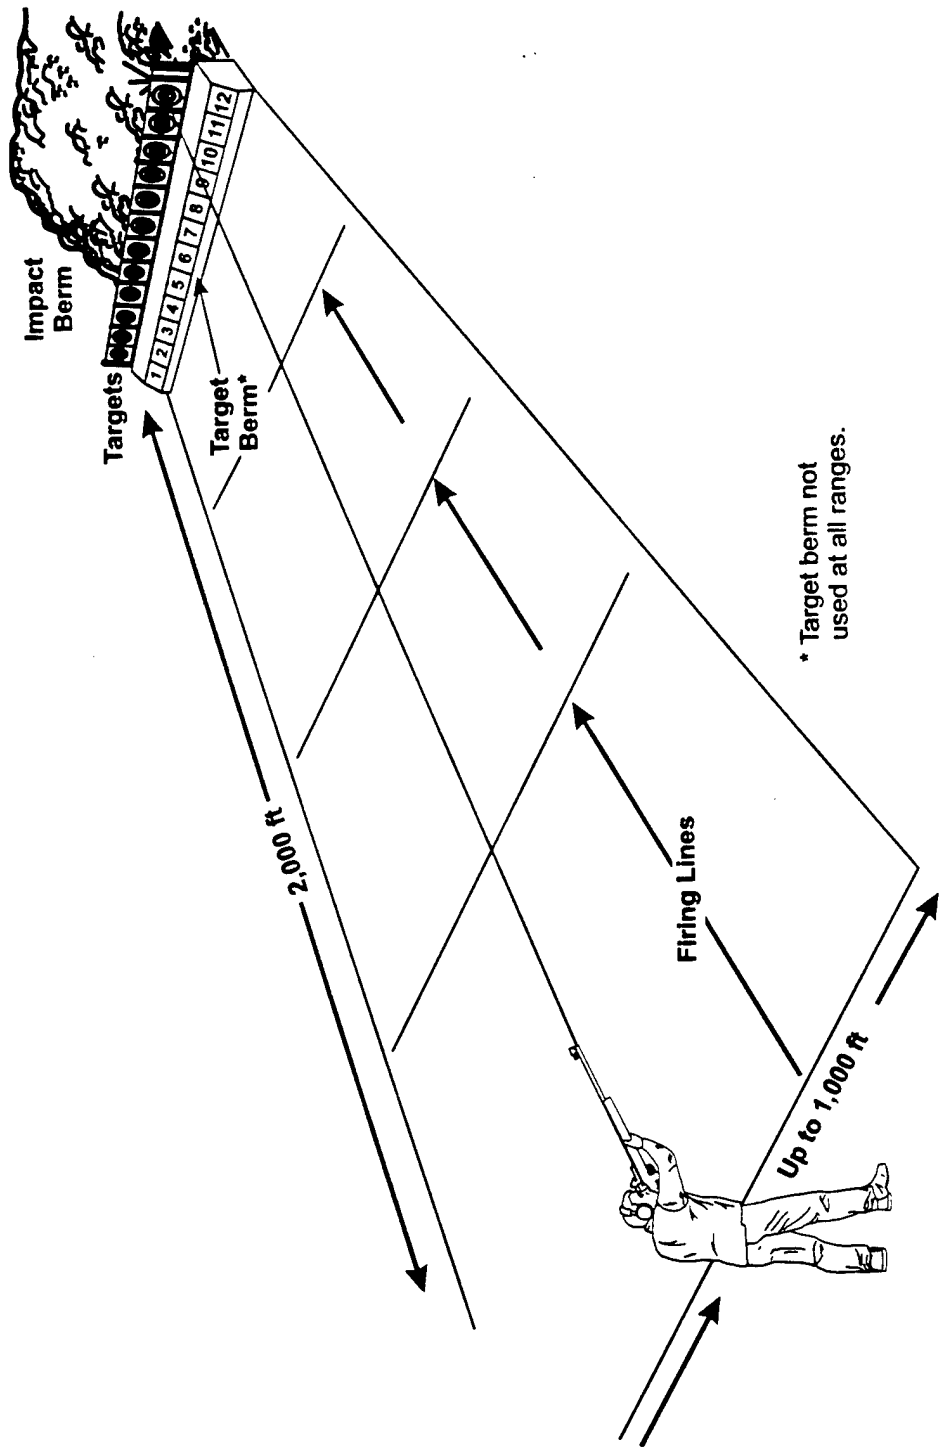 Impact
Berm
Targets
1 2 3 4 5 6 7 8 9 10 11 12
Target
Berm*
2,000 ft
Firing Lines
Up to 1,000 ft
* Target berm not
used at all ranges.